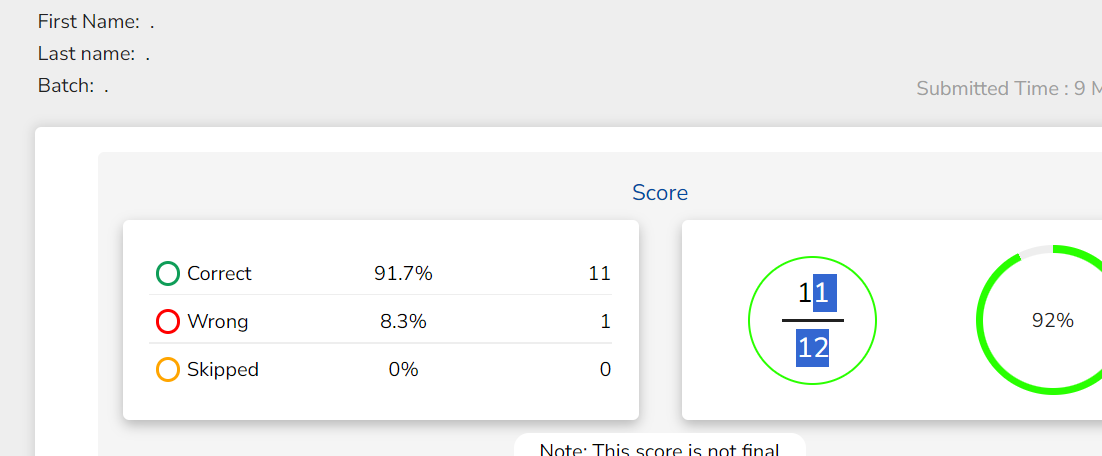 First Name: .
Last name: .
Batch: .
Submitted Time : 9
Score
Correct 91.7% 11
Wrong 8.3% 1
Skipped 0% 0
11
12
92%
Note: This score is not final